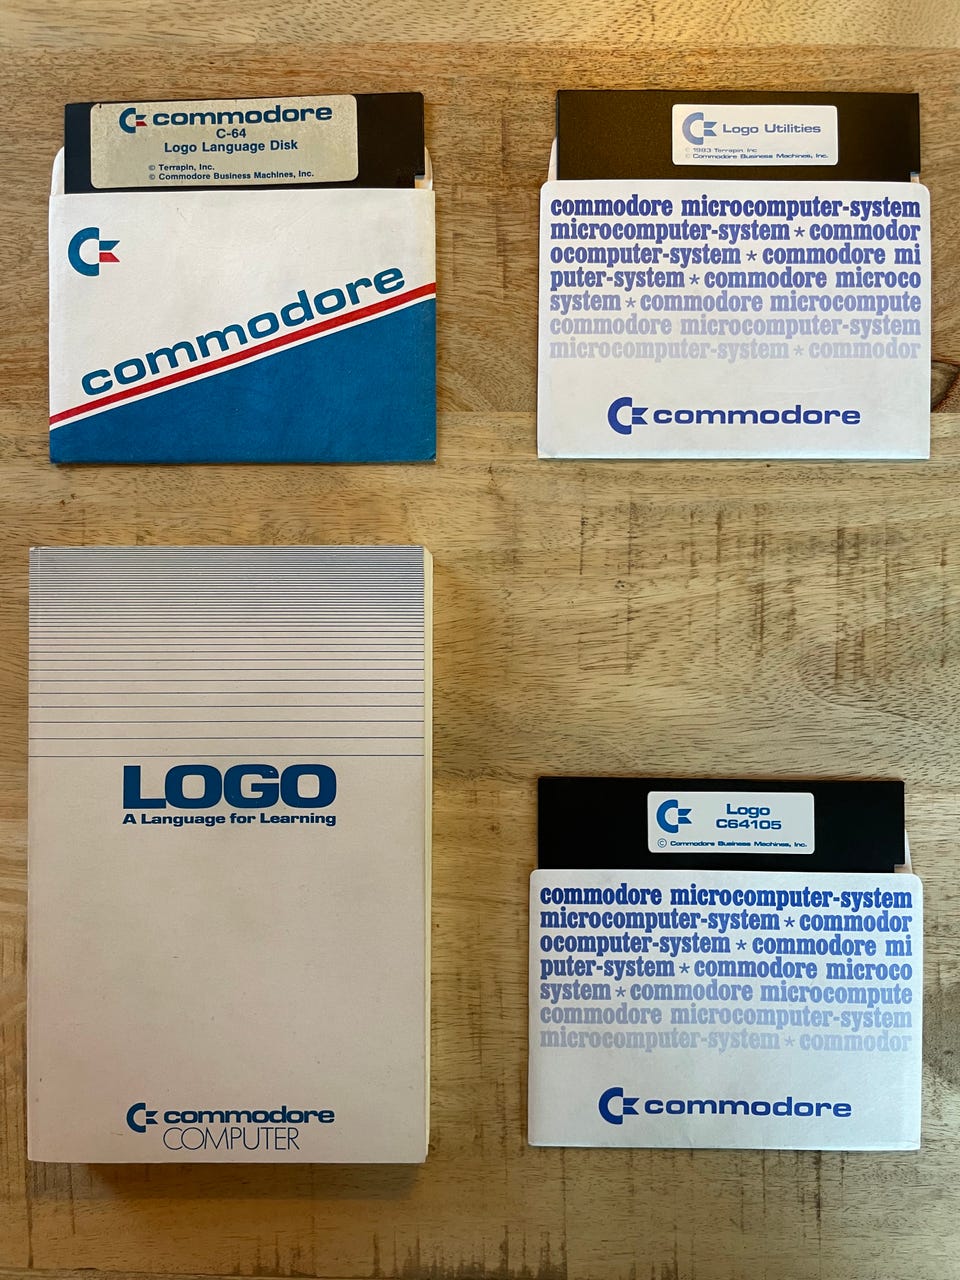 commodore
C-64
Logo Language Disk
© Terrapin, Inc.
© Commodore Business Machines, Inc.
commodore
Logo Utilities
© 1983 Terrapin Inc
© Commodore Business Machines, Inc.
commodore microcomputer-system
microcomputer-system * commodor
ocomputer-system * commodore mi
puter-system * commodore microco
system * commodore microcompute
commodore microcomputer-system
microcomputer-system * commodor
commodore
LOGO
A Language for Learning
commodore
COMPUTER
Logo
C64105
© Commodore Business Machines, Inc.
commodore microcomputer-system
microcomputer-system * commodor
ocomputer-system * commodore mi
puter-system * commodore microco
system * commodore microcompute
commodore microcomputer-system
microcomputer-system * commodor
commodore